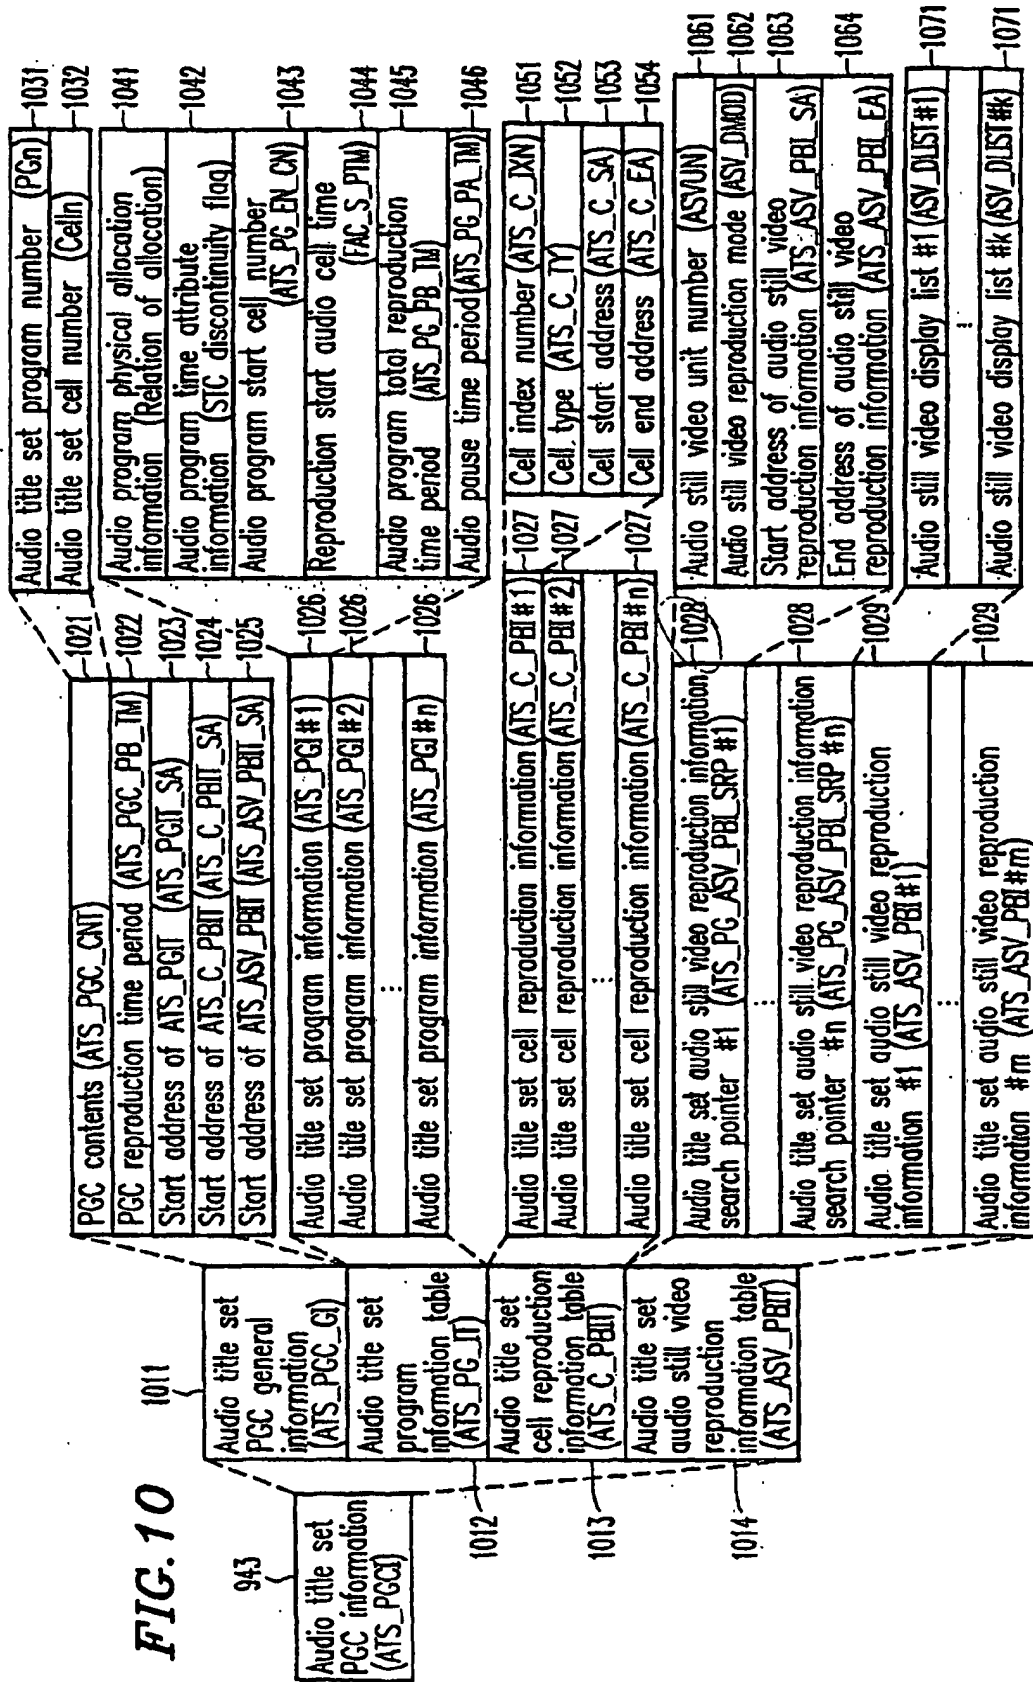 FIG. 10
943
Audio title set
PGC information
(ATS_PGCI)
1011
Audio title set
PGC general
information
(ATS_PGC_GI)
Audio title set
program
information table
(ATS_PG_IT)
1012
Audio title set
cell reproduction
information table
(ATS_C_PBIT)
1013
Audio title set
audio still video
reproduction
information table
(ATS_ASV_PBIT)
1014
PGC contents (ATS_PGC_CNT)
1021
PGC reproduction time period (ATS_PGC_PB_TM)
1022
Start address of ATS_PGIT (ATS_PGIT_SA)
1023
Start address of ATS_C_PBIT (ATS_C_PBIT_SA)
1024
Start address of ATS_ASV_PBIT (ATS_ASV_PBIT_SA)
1025
Audio title set program information (ATS_PGI#1)
1026
Audio title set program information (ATS_PGI#2)
1026
...
Audio title set program information (ATS_PGI#n)
1026
Audio title set cell reproduction information (ATS_C_PBI#1)
1027
Audio title set cell reproduction information (ATS_C_PBI#2)
1027
...
Audio title set cell reproduction information (ATS_C_PBI#n)
1027
Audio title set audio still video reproduction information
search pointer #1 (ATS_PG_ASV_PBI_SRP #1)
1028
...
Audio title set audio still video reproduction information
search pointer #n (ATS_PG_ASV_PBI_SRP #n)
1028
Audio title set audio still video reproduction
information #1 (ATS_ASV_PBI#1)
1029
...
Audio title set audio still video reproduction
information #m (ATS_ASV_PBI#m)
1029
Audio title set program number (PGn)
1031
Audio title set cell number (Celln)
1032
Audio program physical allocation
information (Relation of allocation)
1041
Audio program time attribute
information (STC discontinuity flag)
1042
Audio program start cell number
(ATS_PG_EN_CN)
1043
Reproduction start audio cell time
(FAC_S_PTM)
1044
Audio program total reproduction
time period (ATS_PG_PB_TM)
1045
Audio pause time period (ATS_PG_PA_TM)
1046
Cell index number (ATS_C_IXN)
1051
Cell type (ATS_C_TY)
1052
Cell start address (ATS_C_SA)
1053
Cell end address (ATS_C_EA)
1054
Audio still video unit number (ASVUN)
1061
Audio still video reproduction mode (ASV_DMOD)
1062
Start address of audio still video
reproduction information (ATS_ASV_PBI_SA)
1063
End address of audio still video
reproduction information (ATS_ASV_PBI_EA)
1064
Audio still video display list #1 (ASV_DLIST#1)
1071
...
Audio still video display list #k (ASV_DLIST#k)
1071